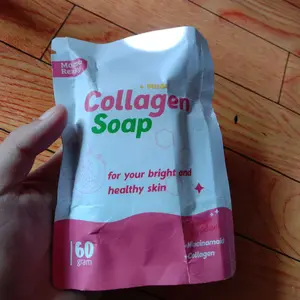 Collagen
Soap
for your bright and
healthy skin
60
gram
Collagen